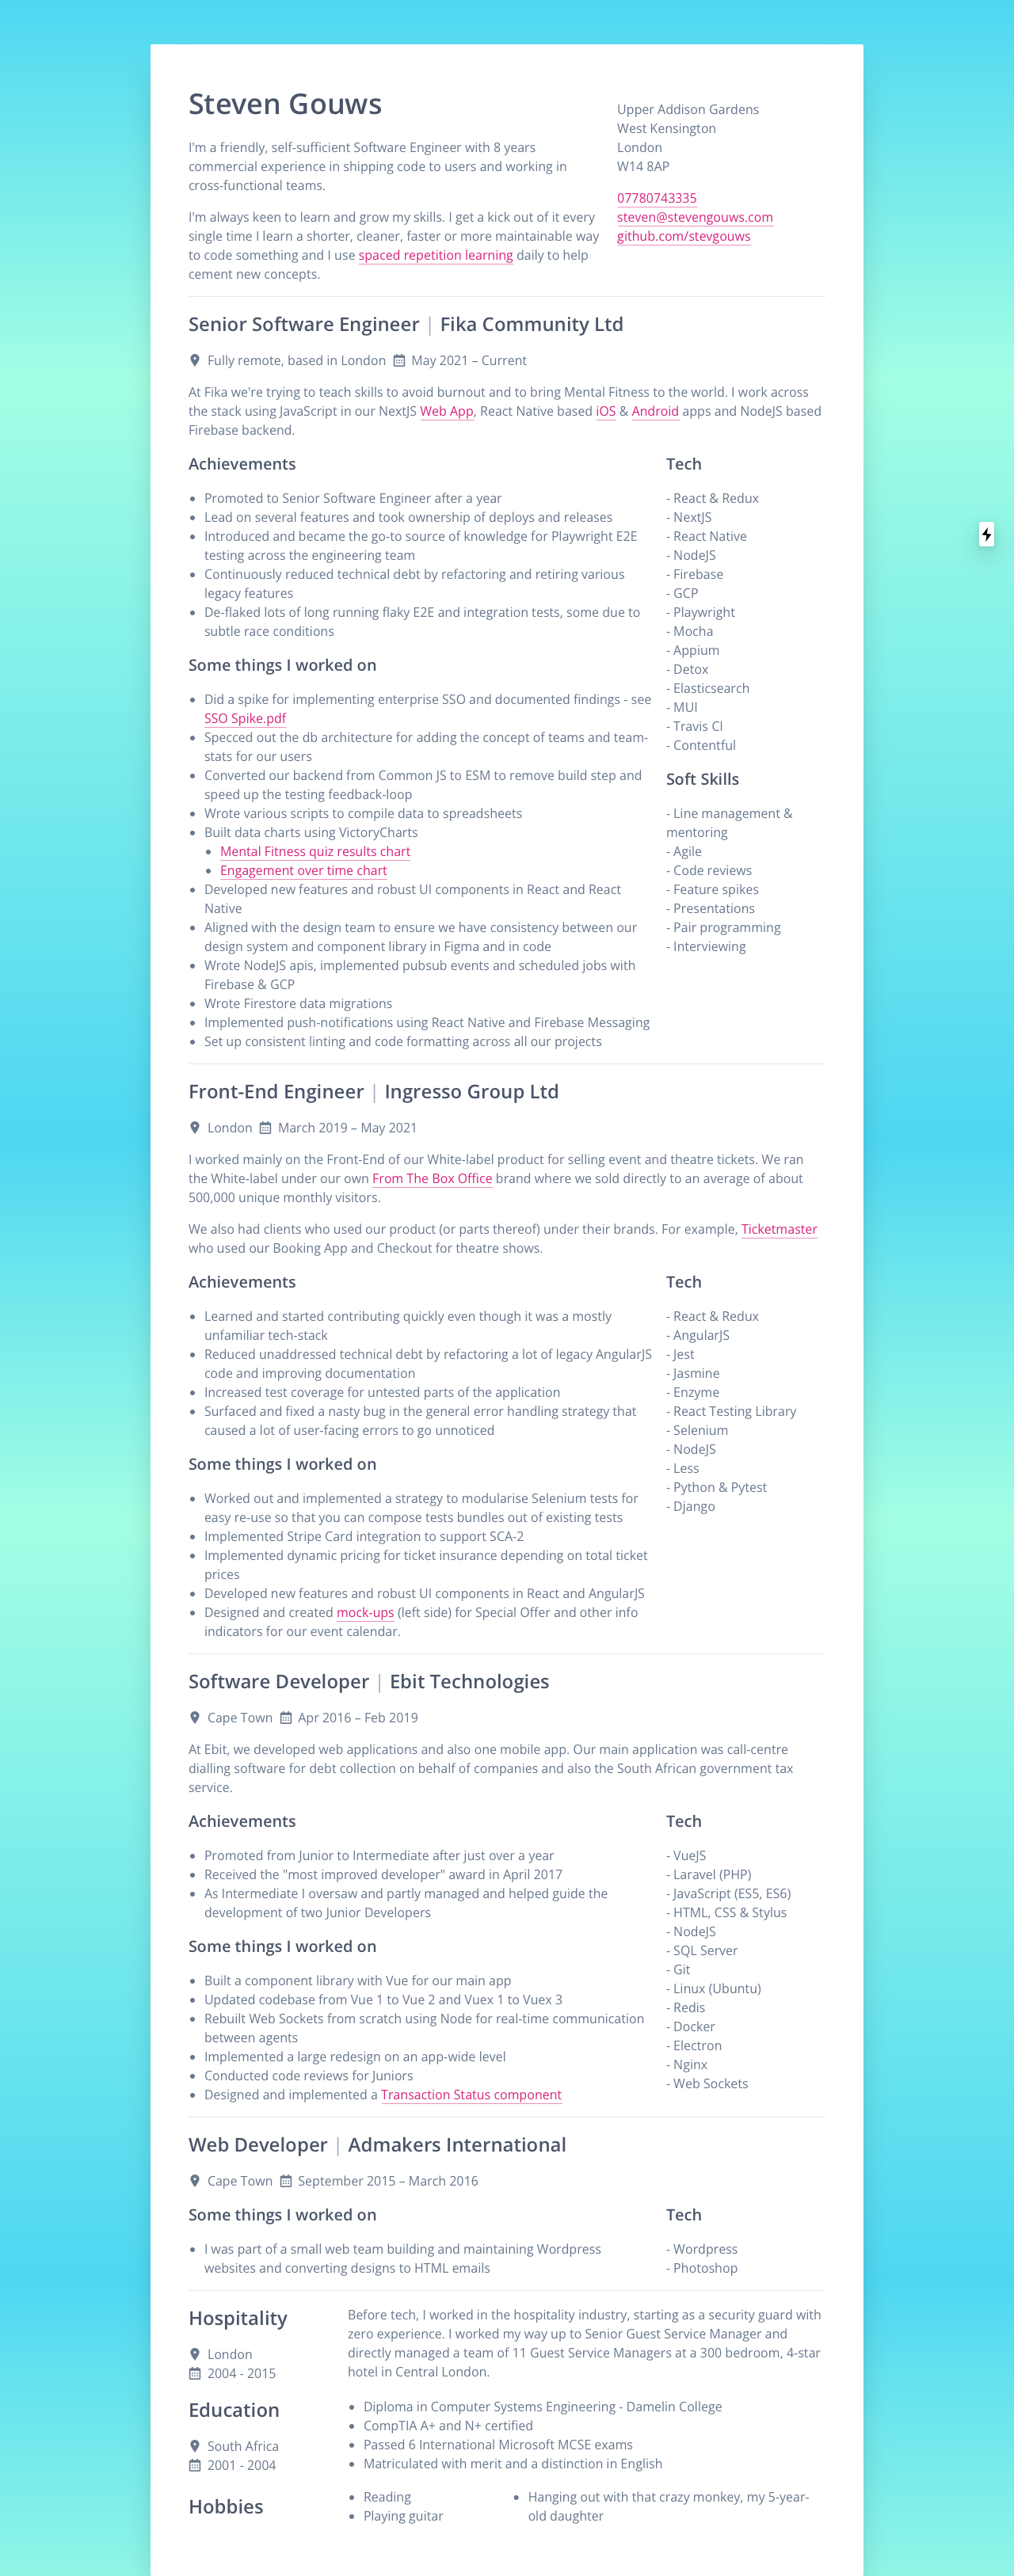 Steven Gouws
I'm a friendly, self-sufficient Software Engineer with 8 years
commercial experience in shipping code to users and working in
cross-functional teams.
I'm always keen to learn and grow my skills. I get a kick out of it every
single time I learn a shorter, cleaner, faster or more maintainable way
to code something and I use spaced repetition learning daily to help
cement new concepts.
Upper Addison Gardens
West Kensington
London
W14 8AP
07780743335
steven@stevengouws.com
github.com/stevgouws
Senior Software Engineer | Fika Community Ltd
Fully remote, based in London May 2021 – Current
At Fika we're trying to teach skills to avoid burnout and to bring Mental Fitness to the world. I work across
the stack using JavaScript in our NextJS Web App, React Native based iOS & Android apps and NodeJS based
Firebase backend.
Achievements
• Promoted to Senior Software Engineer after a year
• Lead on several features and took ownership of deploys and releases
• Introduced and became the go-to source of knowledge for Playwright E2E
testing across the engineering team
• Continuously reduced technical debt by refactoring and retiring various
legacy features
• De-flaked lots of long running flaky E2E and integration tests, some due to
subtle race conditions
Some things I worked on
• Did a spike for implementing enterprise SSO and documented findings - see
SSO Spike.pdf
• Specced out the db architecture for adding the concept of teams and team-
stats for our users
• Converted our backend from Common JS to ESM to remove build step and
speed up the testing feedback-loop
• Wrote various scripts to compile data to spreadsheets
• Built data charts using VictoryCharts
• Mental Fitness quiz results chart
• Engagement over time chart
• Developed new features and robust UI components in React and React
Native
• Aligned with the design team to ensure we have consistency between our
design system and component library in Figma and in code
• Wrote NodeJS apis, implemented pubsub events and scheduled jobs with
Firebase & GCP
• Wrote Firestore data migrations
• Implemented push-notifications using React Native and Firebase Messaging
• Set up consistent linting and code formatting across all our projects
Tech
- React & Redux
- NextJS
- React Native
- NodeJS
- Firebase
- GCP
- Playwright
- Mocha
- Appium
- Detox
- Elasticsearch
- MUI
- Travis CI
- Contentful
Soft Skills
- Line management &
mentoring
- Agile
- Code reviews
- Feature spikes
- Presentations
- Pair programming
- Interviewing
Front-End Engineer | Ingresso Group Ltd
London March 2019 – May 2021
I worked mainly on the Front-End of our White-label product for selling event and theatre tickets. We ran
the White-label under our own From The Box Office brand where we sold directly to an average of about
500,000 unique monthly visitors.
We also had clients who used our product (or parts thereof) under their brands. For example, Ticketmaster
who used our Booking App and Checkout for theatre shows.
Achievements
• Learned and started contributing quickly even though it was a mostly
unfamiliar tech-stack
• Reduced unaddressed technical debt by refactoring a lot of legacy AngularJS
code and improving documentation
• Increased test coverage for untested parts of the application
• Surfaced and fixed a nasty bug in the general error handling strategy that
caused a lot of user-facing errors to go unnoticed
Some things I worked on
• Worked out and implemented a strategy to modularise Selenium tests for
easy re-use so that you can compose tests bundles out of existing tests
• Implemented Stripe Card integration to support SCA-2
• Implemented dynamic pricing for ticket insurance depending on total ticket
prices
• Developed new features and robust UI components in React and AngularJS
• Designed and created mock-ups (left side) for Special Offer and other info
indicators for our event calendar.
Tech
- React & Redux
- AngularJS
- Jest
- Jasmine
- Enzyme
- React Testing Library
- Selenium
- NodeJS
- Less
- Python & Pytest
- Django
Software Developer | Ebit Technologies
Cape Town Apr 2016 – Feb 2019
At Ebit, we developed web applications and also one mobile app. Our main application was call-centre
dialling software for debt collection on behalf of companies and also the South African government tax
service.
Achievements
• Promoted from Junior to Intermediate after just over a year
• Received the "most improved developer" award in April 2017
• As Intermediate I oversaw and partly managed and helped guide the
development of two Junior Developers
Some things I worked on
• Built a component library with Vue for our main app
• Updated codebase from Vue 1 to Vue 2 and Vuex 1 to Vuex 3
• Rebuilt Web Sockets from scratch using Node for real-time communication
between agents
• Implemented a large redesign on an app-wide level
• Conducted code reviews for Juniors
• Designed and implemented a Transaction Status component
Tech
- VueJS
- Laravel (PHP)
- JavaScript (ES5, ES6)
- HTML, CSS & Stylus
- NodeJS
- SQL Server
- Git
- Linux (Ubuntu)
- Redis
- Docker
- Electron
- Nginx
- Web Sockets
Web Developer | Admakers International
Cape Town September 2015 – March 2016
Some things I worked on
• I was part of a small web team building and maintaining Wordpress
websites and converting designs to HTML emails
Tech
- Wordpress
- Photoshop
Hospitality
London
2004 - 2015
Before tech, I worked in the hospitality industry, starting as a security guard with
zero experience. I worked my way up to Senior Guest Service Manager and
directly managed a team of 11 Guest Service Managers at a 300 bedroom, 4-star
hotel in Central London.
Education
South Africa
2001 - 2004
• Diploma in Computer Systems Engineering - Damelin College
• CompTIA A+ and N+ certified
• Passed 6 International Microsoft MCSE exams
• Matriculated with merit and a distinction in English
Hobbies
• Reading
• Playing guitar
• Hanging out with that crazy monkey, my 5-year-
old daughter